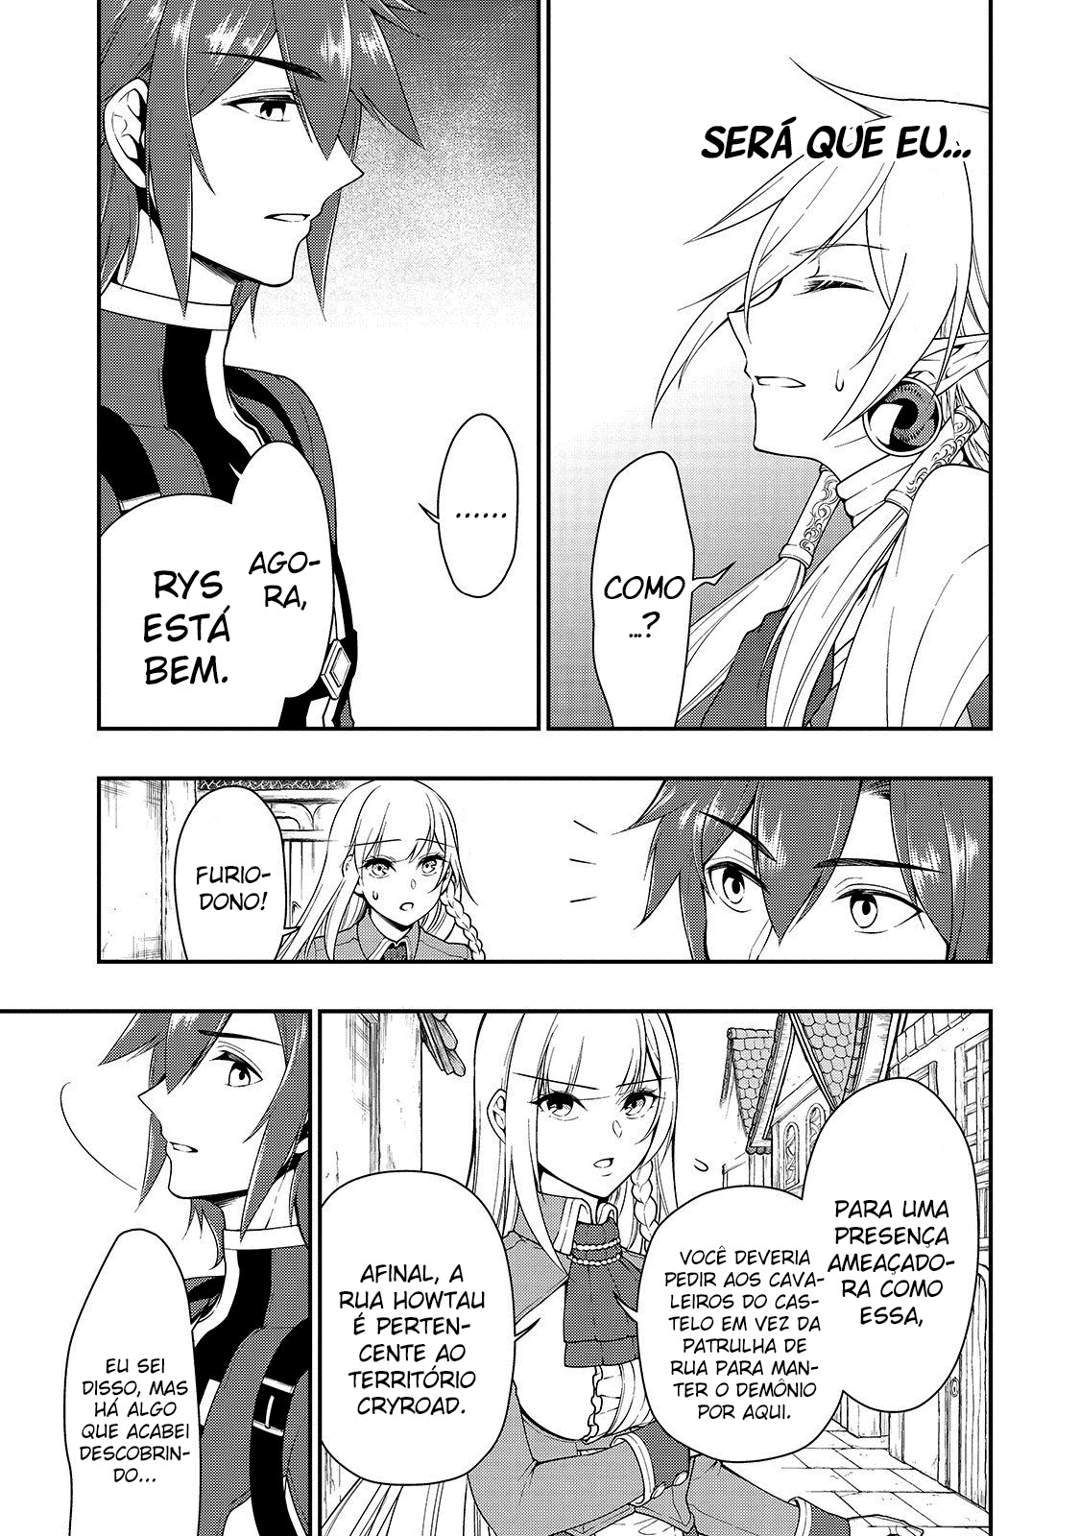 SERÁ QUE EU...
COMO
...?
......
AGO-
RA,
RYS
ESTÁ
BEM.
FURIO-
DONO!
PARA UMA
PRESENÇA
AMEAÇADO-
RA COMO
ESSA,
VOCÊ DEVERIA
PEDIR AOS CAVA-
LEIROS DO CAS-
TELO EM VEZ DA
PATRULHA DE
RUA PARA MAN-
TER O DEMÔNIO
POR AQUI.
AFINAL, A
RUA HOWTAU
É PERTEN-
CENTE AO
TERRITÓRIO
CRYROAD.
EU SEI
DISSO, MAS
HÁ ALGO
QUE ACABEI
DESCOBRIN-
DO...